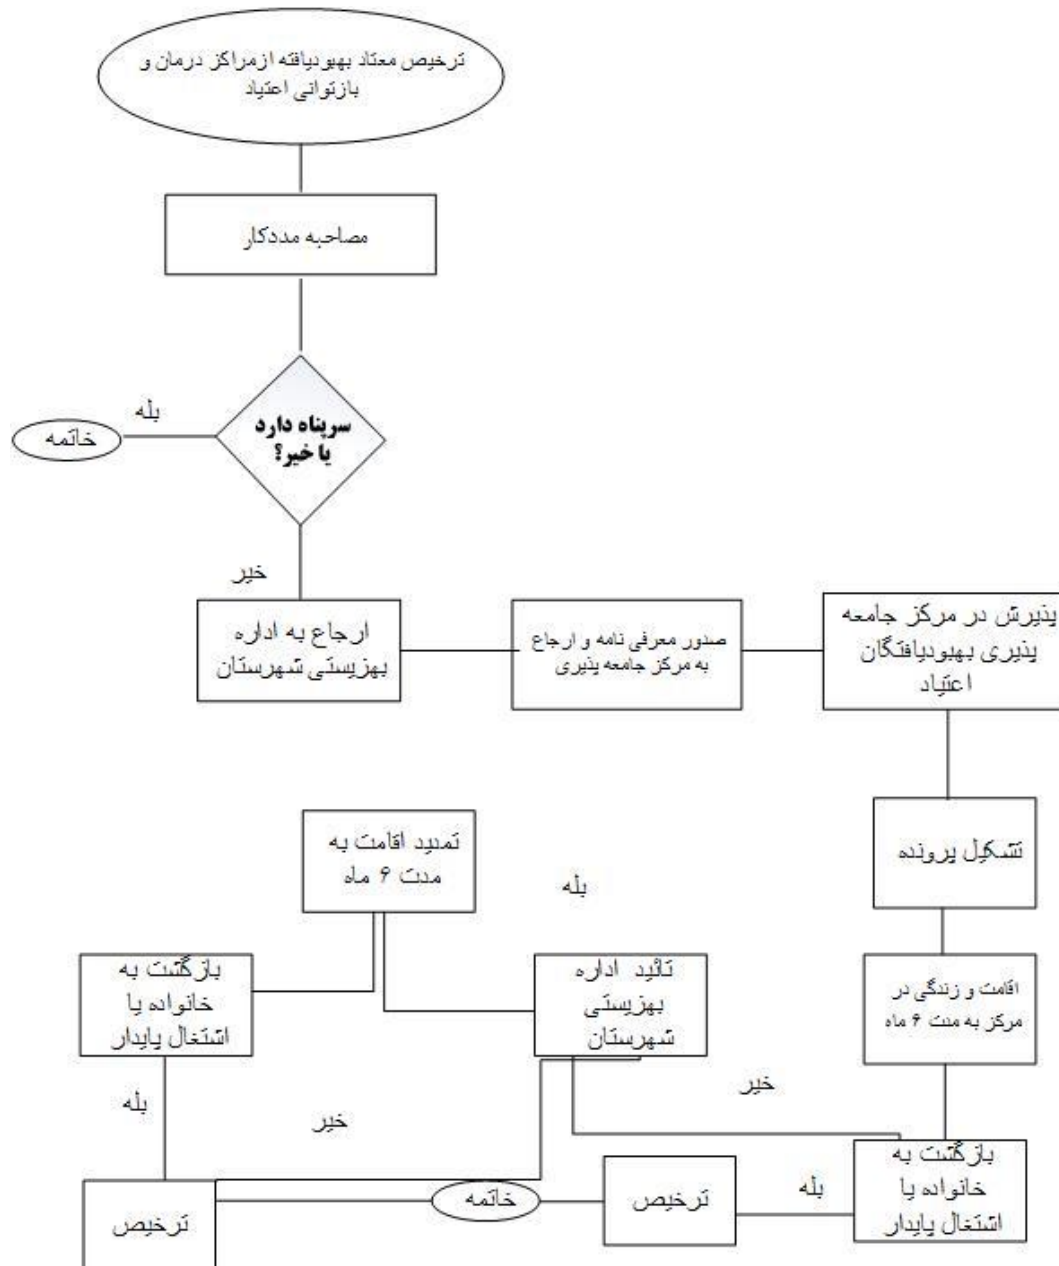 ترخیص معتاد بهبودیافته ازمراکز درمان و
بازتوانی اعتیاد
مصاحبه مددکار
سرپناه دارد
یا خیر؟
بله
خاتمه
خیر
ارجاع به اداره
بهزیستی شهرستان
صدور معرفی نامه و ارجاع
به مرکز جامعه پذیری
پذیرش در مرکز جامعه
پذیری بهبودیافتگان
اعتیاد
تشکیل پرونده
اقامت و زندگی در
مرکز به مدت ۶ ماه
بازگشت به
خانواده یا
اشتغال پایدار
بله
ترخیص
خاتمه
خیر
تائید اداره
بهزیستی
شهرستان
بله
تمدید اقامت به
مدت ۶ ماه
بازگشت به
خانواده یا
اشتغال پایدار
بله
خیر
ترخیص